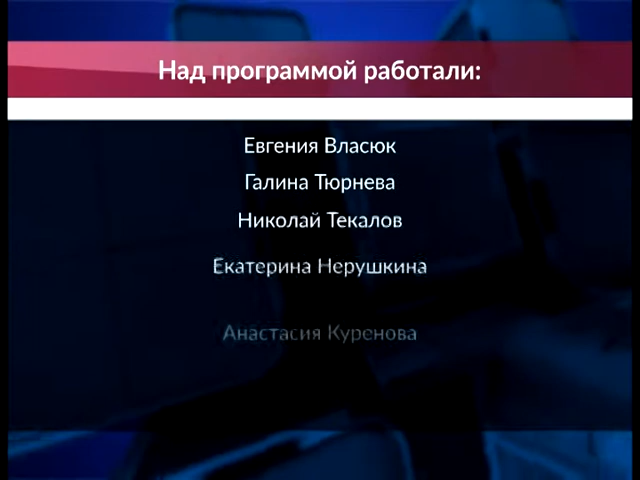 Над программой работали:
Евгения Власюк
Галина Тюрнева
Николай Текалов
Екатерина Нерушкина
Анастасия Куренова